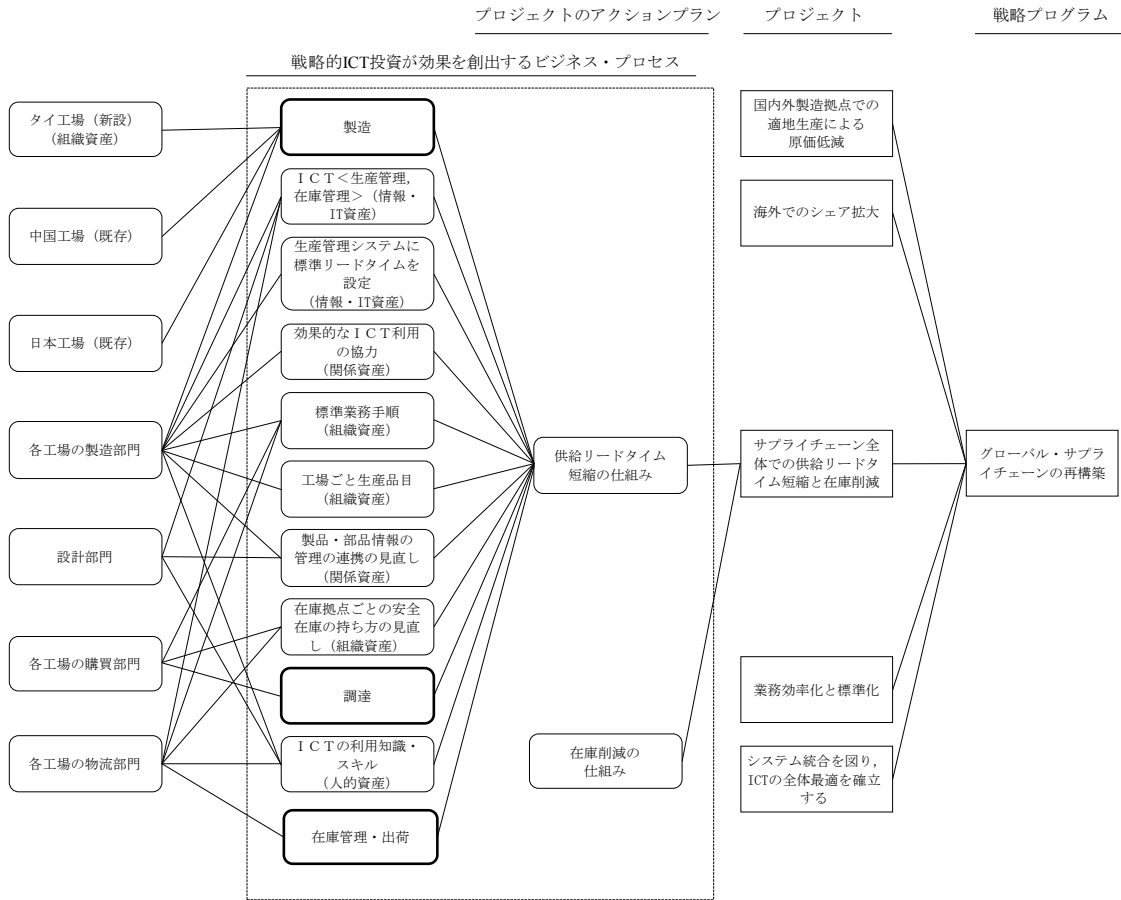 プロジェクトのアクションプラン
プロジェクト
戦略プログラム
戦略的ICT投資が効果を創出するビジネス・プロセス
タイ工場（新設）
（組織資産）
中国工場（既存）
日本工場（既存）
各工場の製造部門
設計部門
各工場の購買部門
各工場の物流部門
製造
ＩＣＴ＜生産管理，
在庫管理＞（情報・
IT資産）
生産管理システムに
標準リードタイムを
設定
（情報・IT資産）
効果的なＩＣＴ利用
の協力
（関係資産）
標準業務手順
（組織資産）
工場ごと生産品目
（組織資産）
製品・部品情報の
管理の連携の見直し
（関係資産）
在庫拠点ごとの安全
在庫の持ち方の見直
し（組織資産）
調達
ＩＣＴの利用知識・
スキル
（人的資産）
在庫管理・出荷
供給リードタイム
短縮の仕組み
在庫削減の
仕組み
国内外製造拠点での
適地生産による
原価低減
海外でのシェア拡大
サプライチェーン全
体での供給リードタ
イム短縮と在庫削減
業務効率化と標準化
システム統合を図り，
ICTの全体最適を確立
する
グローバル・サプラ
イチェーンの再構築